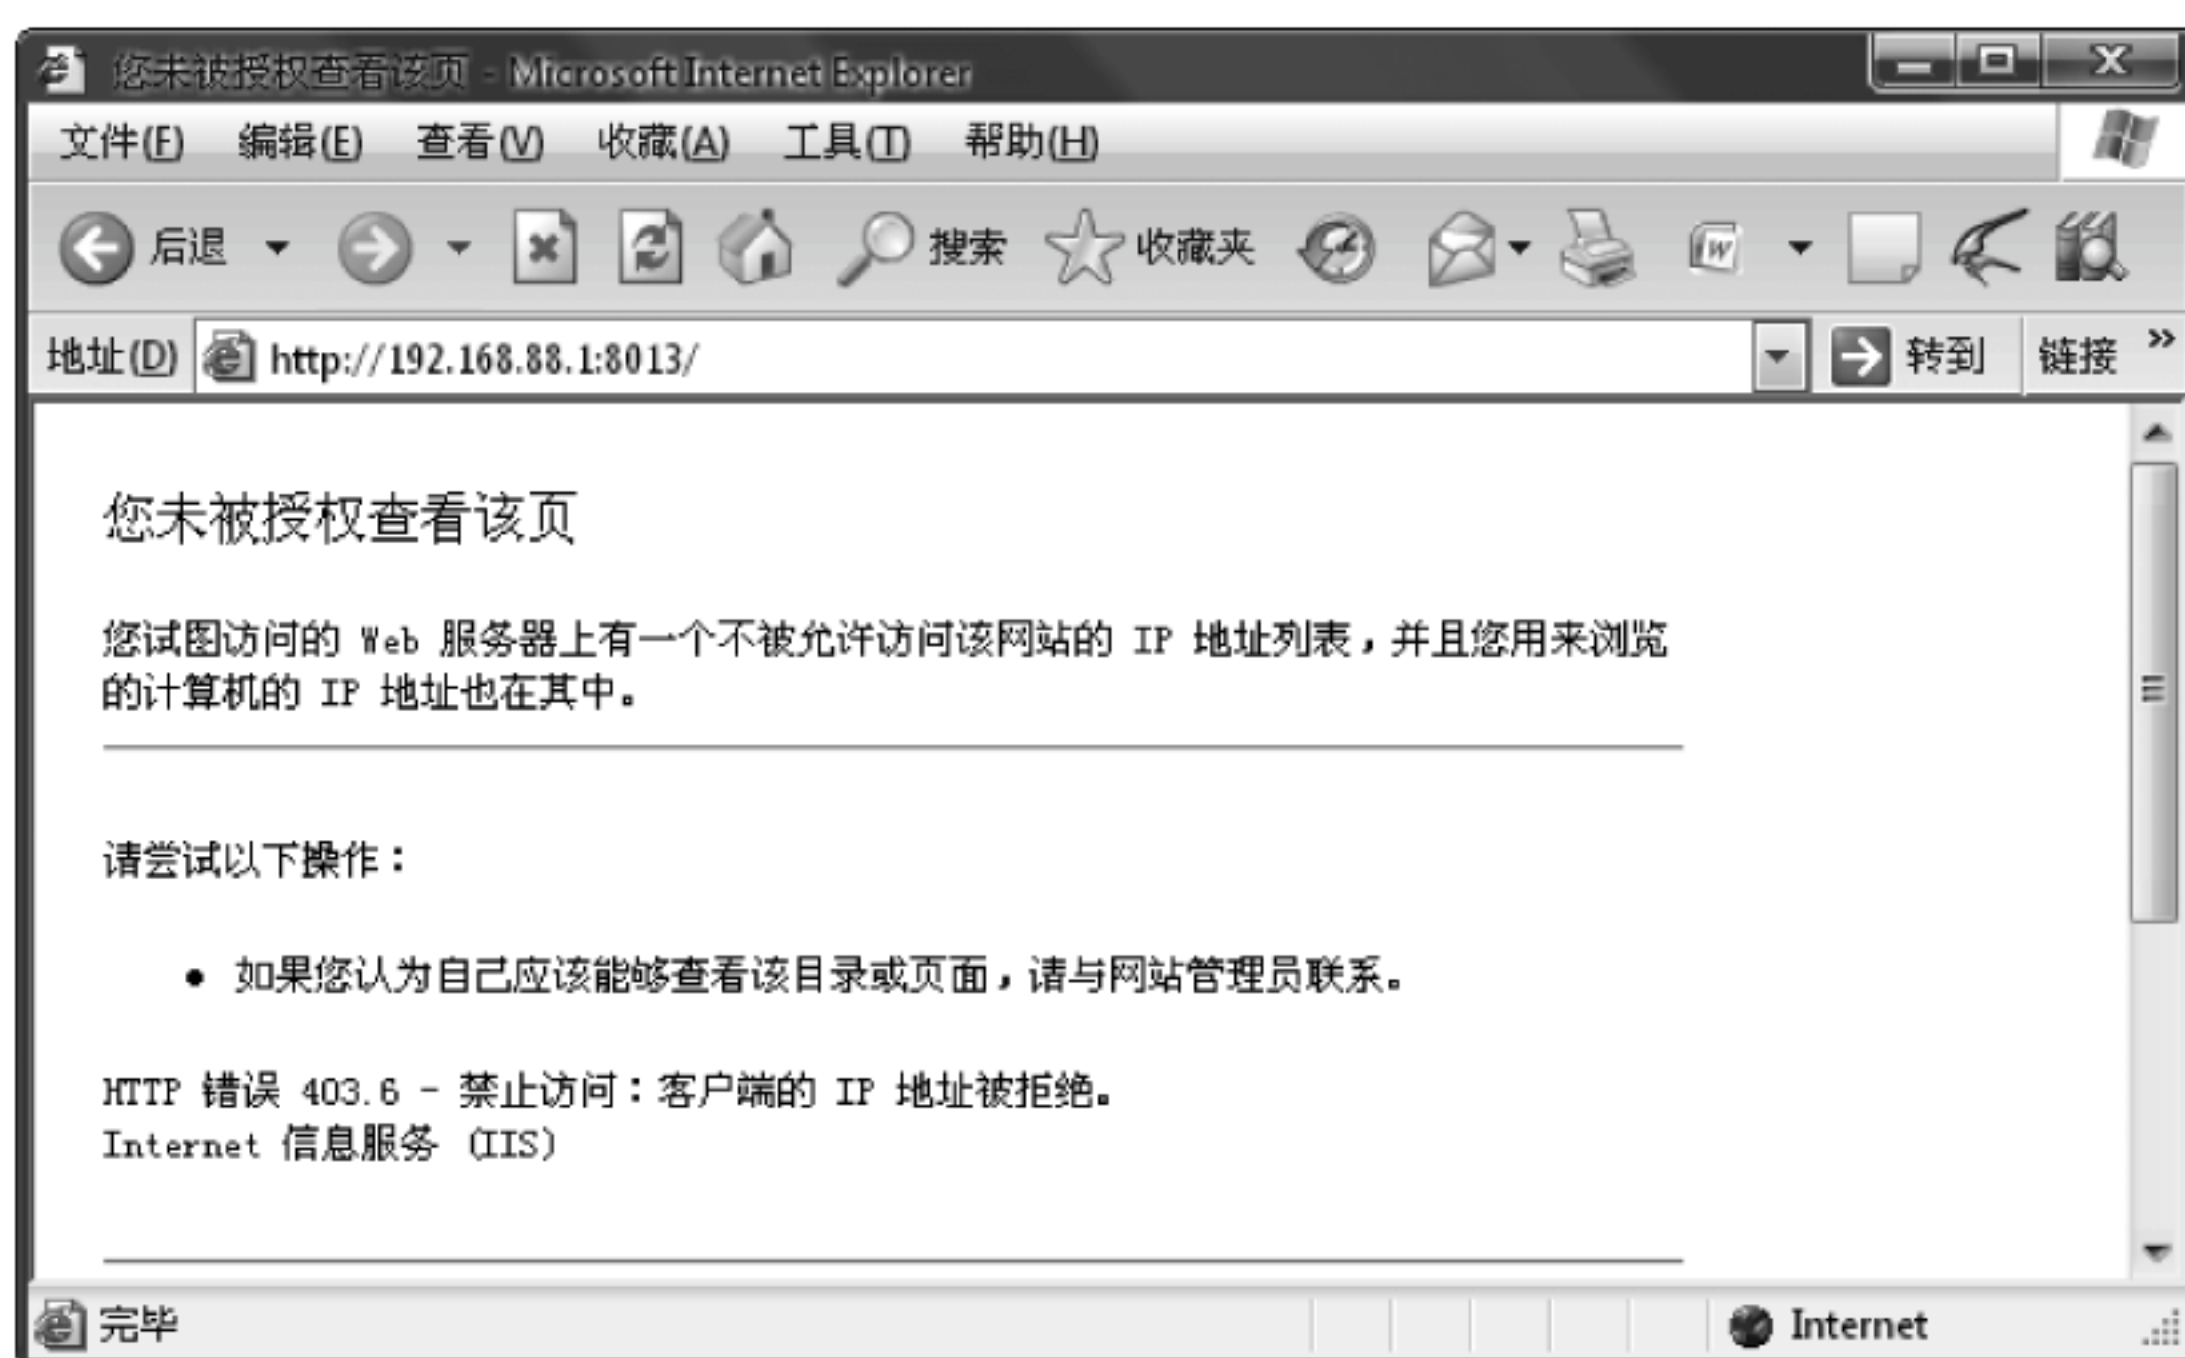 您未被授权查看该页 - Microsoft Internet Explorer
文件(F) 编辑(E) 查看(V) 收藏(A) 工具(T) 帮助(H)
后退 搜索 收藏夹 W
地址(D) http://192.168.88.1:8013/ 转到 链接 »
您未被授权查看该页
您试图访问的 Web 服务器上有一个不被允许访问该网站的 IP 地址列表，并且您用来浏览
的计算机的 IP 地址也在其中。
请尝试以下操作：
• 如果您认为自己应该能够查看该目录或页面，请与网站管理员联系。
HTTP 错误 403.6 - 禁止访问：客户端的 IP 地址被拒绝。
Internet 信息服务 (IIS)
完毕 Internet